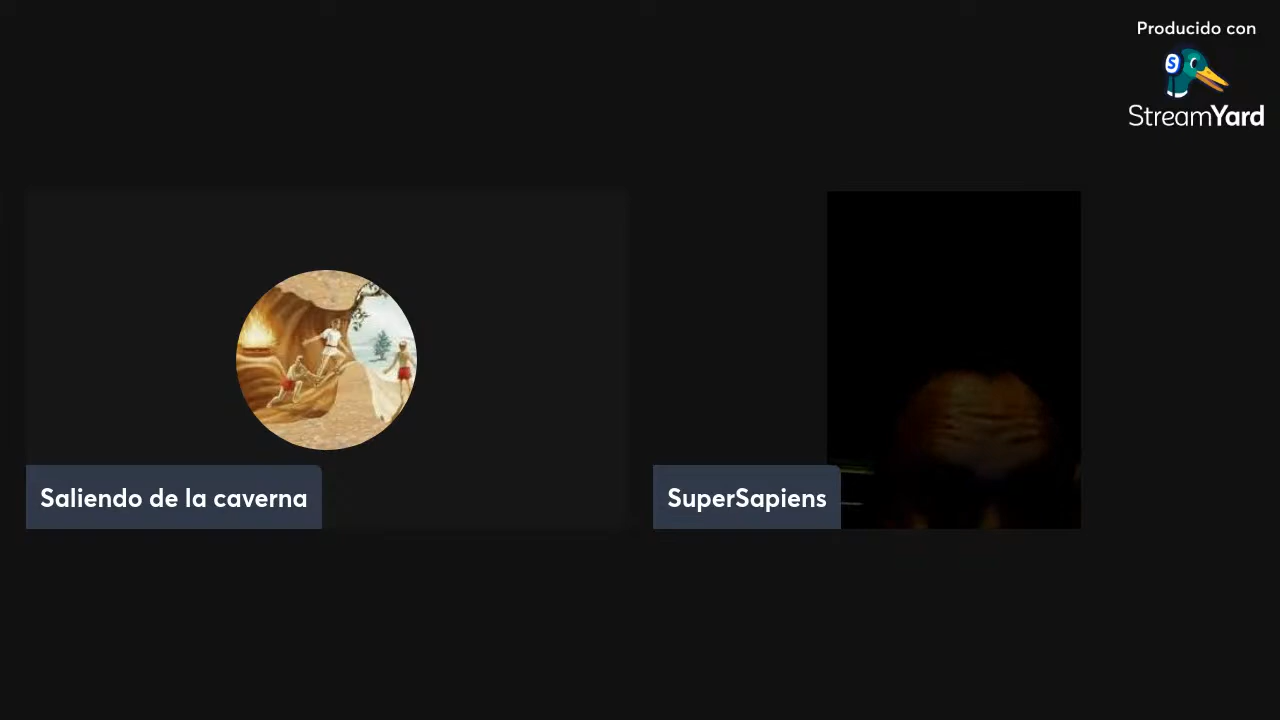 Producido con
S
StreamYard
Saliendo de la caverna
SuperSapiens